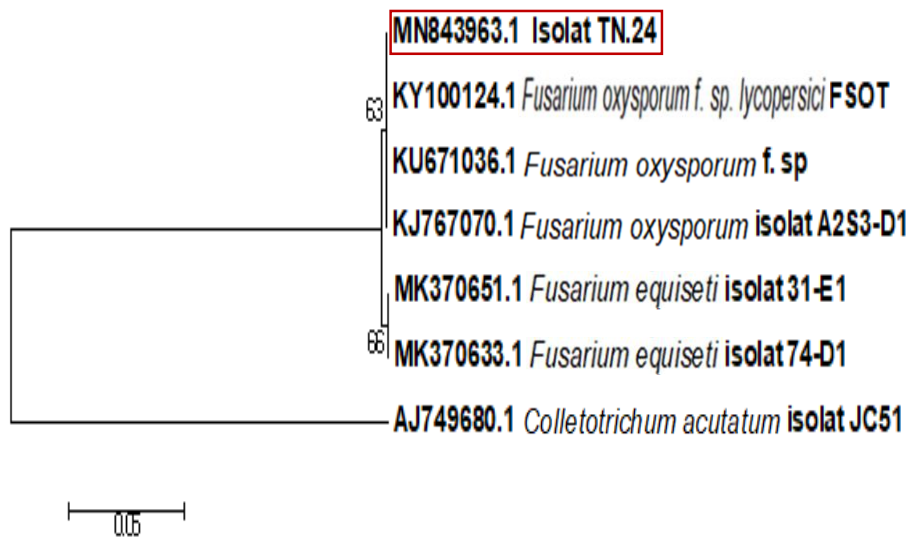 MN843963.1 Isolat TN.24
KY100124.1 Fusarium oxysporum f. sp. lycopersici FSOT
63
KU671036.1 Fusarium oxysporum f. sp
KJ767070.1 Fusarium oxysporum isolat A2S3-D1
MK370651.1 Fusarium equiseti isolat 31-E1
66
MK370633.1 Fusarium equiseti isolat 74-D1
AJ749680.1 Colletotrichum acutatum isolat JC51
0.05